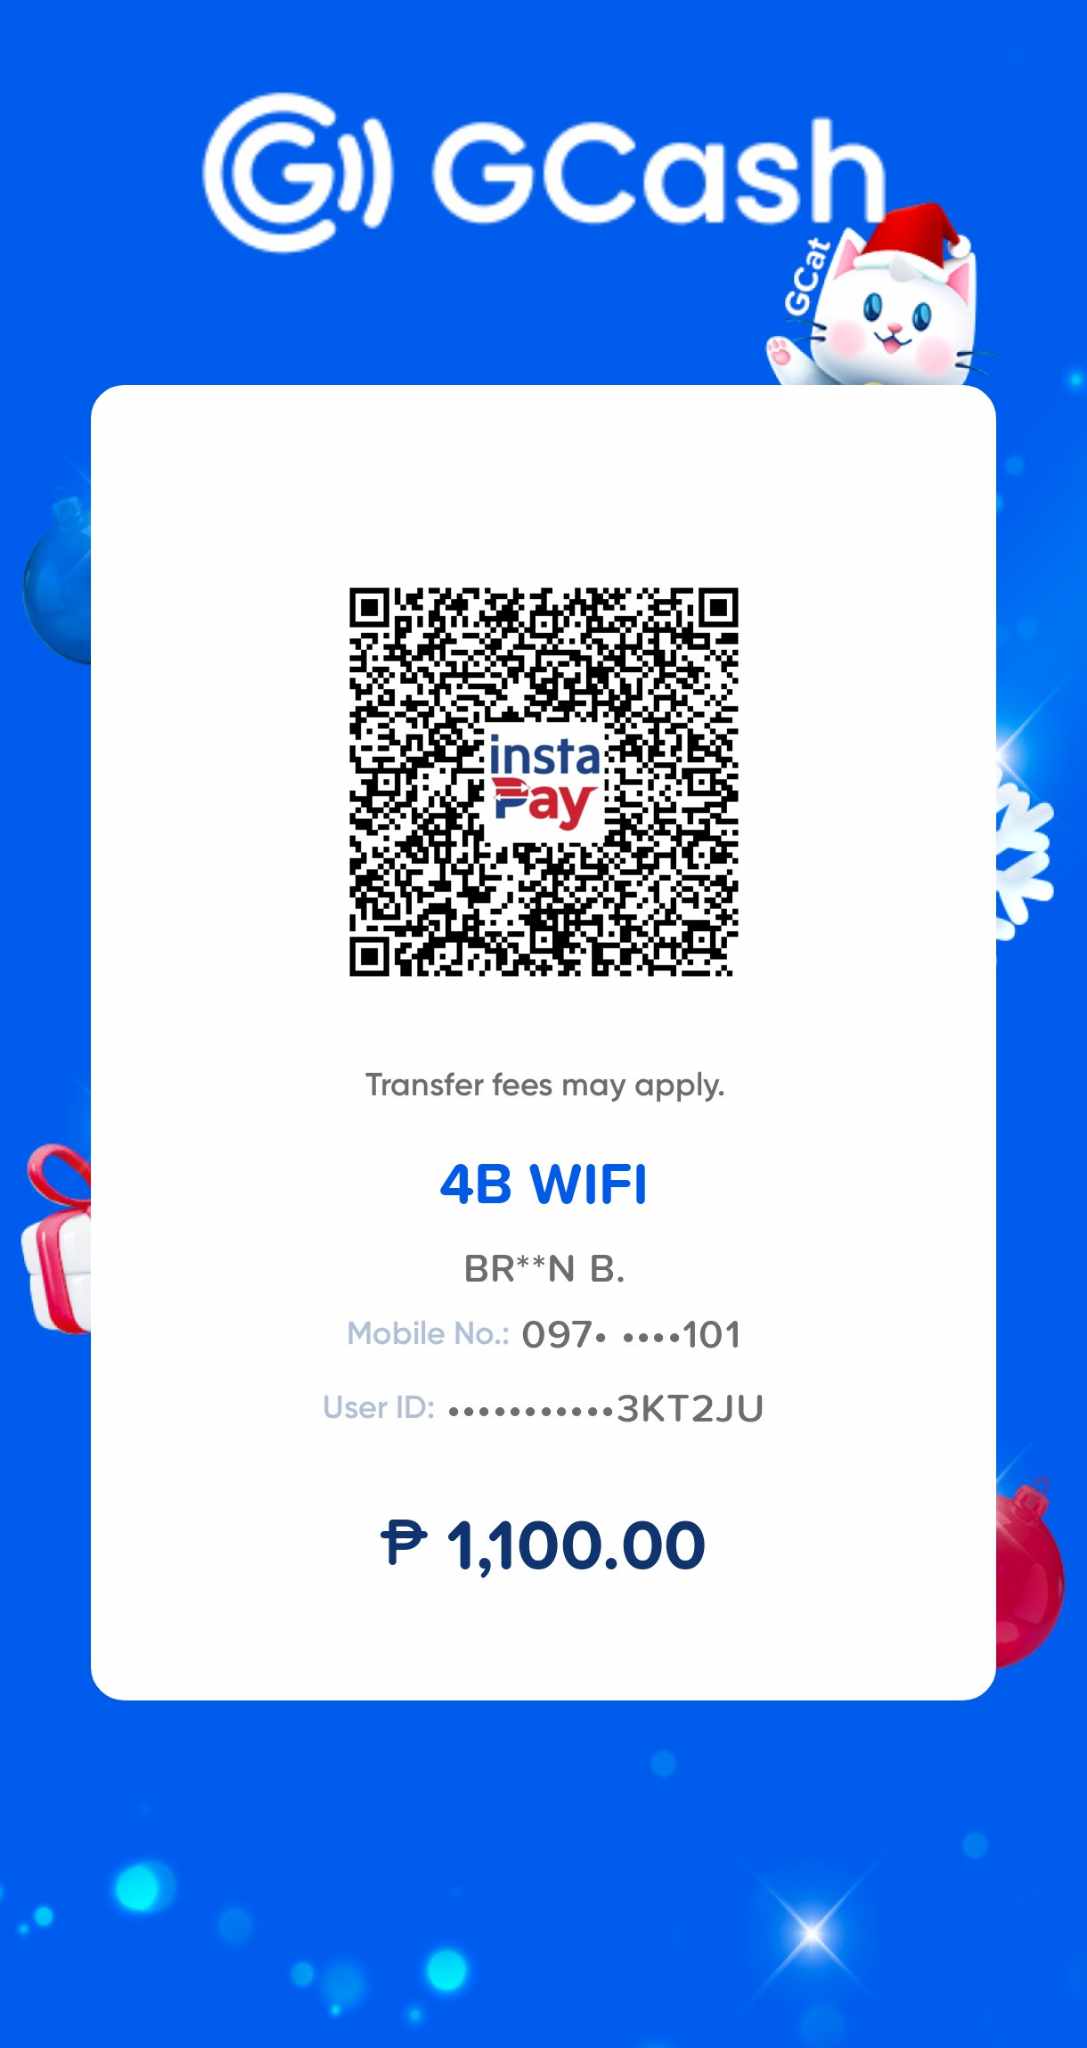 GCash
GCat
insta
Pay
Transfer fees may apply.
4B WIFI
BR**N B.
Mobile No.: 097• ••••101
User ID: •••••••••••3KT2JU
₱ 1,100.00